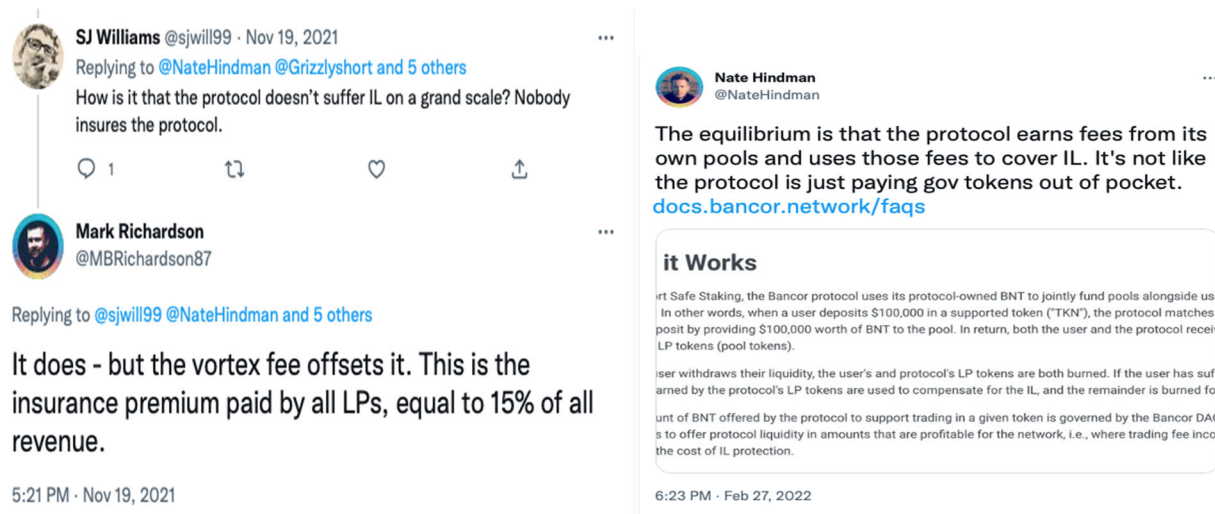 SJ Williams @sjwill99 · Nov 19, 2021
Replying to @NateHindman @Grizzlyshort and 5 others
How is it that the protocol doesn't suffer IL on a grand scale? Nobody
insures the protocol.
1
Mark Richardson
@MBRichardson87
Replying to @sjwill99 @NateHindman and 5 others
It does - but the vortex fee offsets it. This is the
insurance premium paid by all LPs, equal to 15% of all
revenue.
5:21 PM · Nov 19, 2021
Nate Hindman
@NateHindman
The equilibrium is that the protocol earns fees from its
own pools and uses those fees to cover IL. It's not like
the protocol is just paying gov tokens out of pocket.
docs.bancor.network/faqs
it Works
rt Safe Staking, the Bancor protocol uses its protocol-owned BNT to jointly fund pools alongside us
In other words, when a user deposits $100,000 in a supported token ("TKN"), the protocol matches
posit by providing $100,000 worth of BNT to the pool. In return, both the user and the protocol recei
LP tokens (pool tokens).
ser withdraws their liquidity, the user's and protocol's LP tokens are both burned. If the user has suf
arned by the protocol's LP tokens are used to compensate for the IL, and the remainder is burned fo
unt of BNT offered by the protocol to support trading in a given token is governed by the Bancor DA
s to offer protocol liquidity in amounts that are profitable for the network, i.e., where trading fee inco
the cost of IL protection.
6:23 PM · Feb 27, 2022